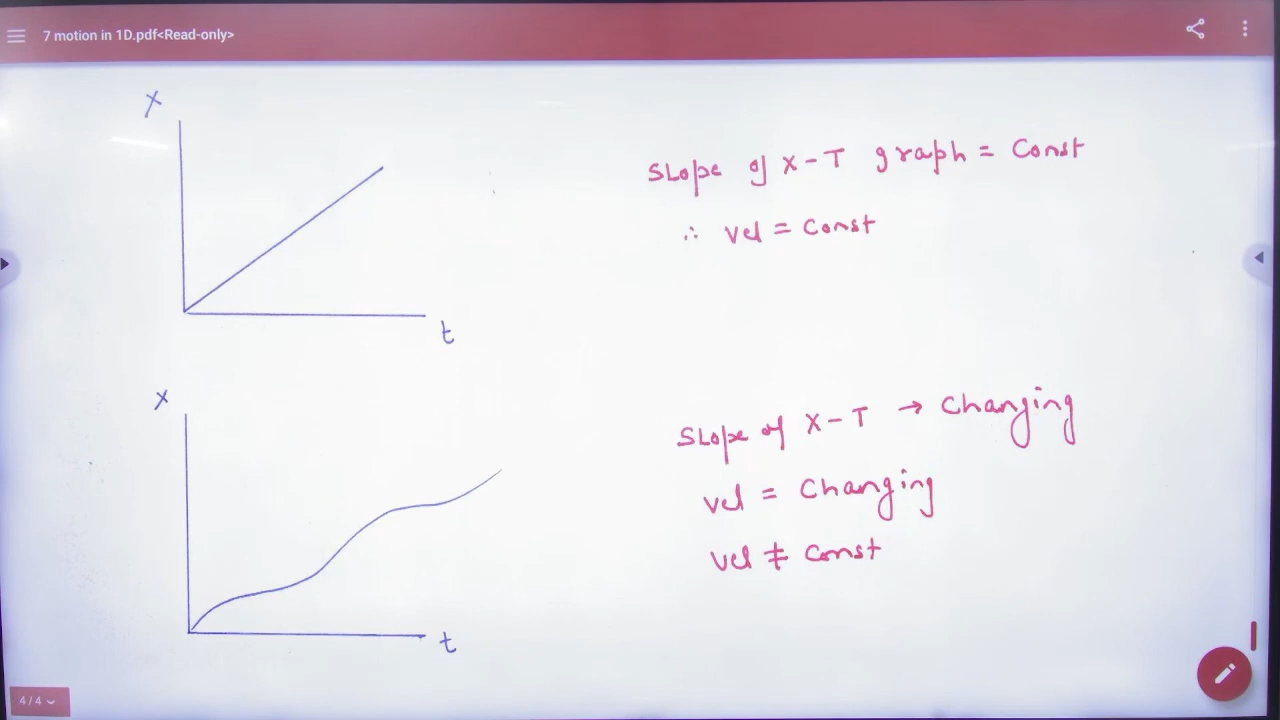 7 motion in 1D.pdf<Read-only>
X
Slope of X-T graph = Const
∴ vel = Const
t
X
Slope of X-T → Changing
vel = Changing
vel ≠ Const
t
4/4